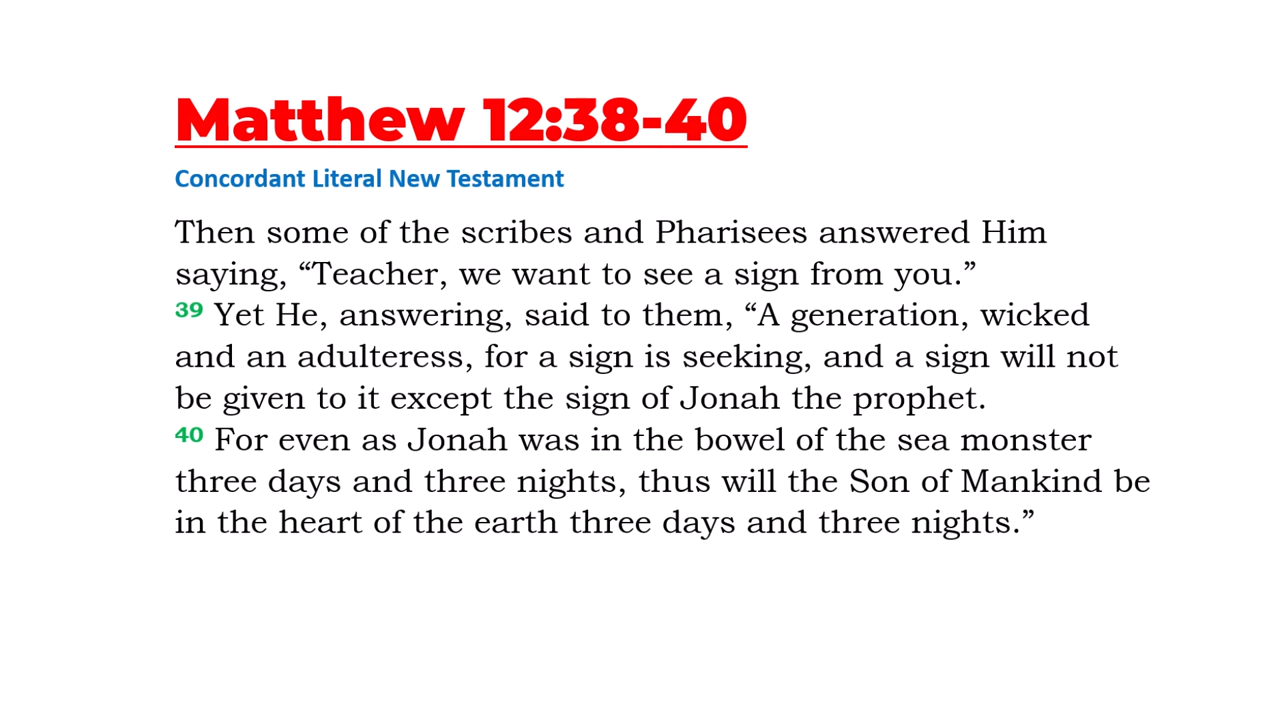 Matthew 12:38-40
Concordant Literal New Testament
Then some of the scribes and Pharisees answered Him
saying, “Teacher, we want to see a sign from you.”
39 Yet He, answering, said to them, “A generation, wicked
and an adulteress, for a sign is seeking, and a sign will not
be given to it except the sign of Jonah the prophet.
40 For even as Jonah was in the bowel of the sea monster
three days and three nights, thus will the Son of Mankind be
in the heart of the earth three days and three nights.”